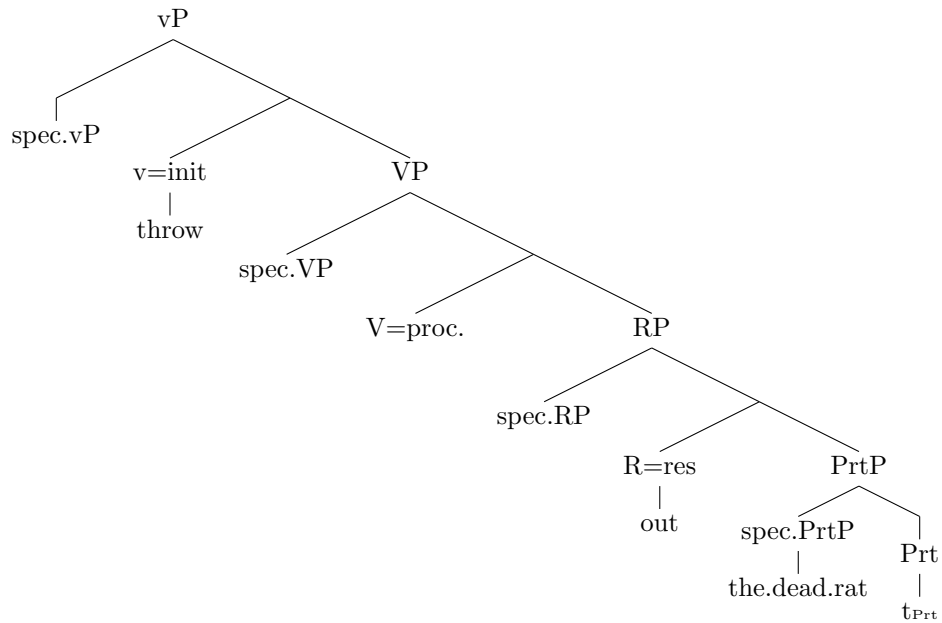 vP
spec.vP
v=init
throw
VP
spec.VP
V=proc.
RP
spec.RP
R=res
out
PrtP
spec.PrtP
the.dead.rat
Prt
tPrt